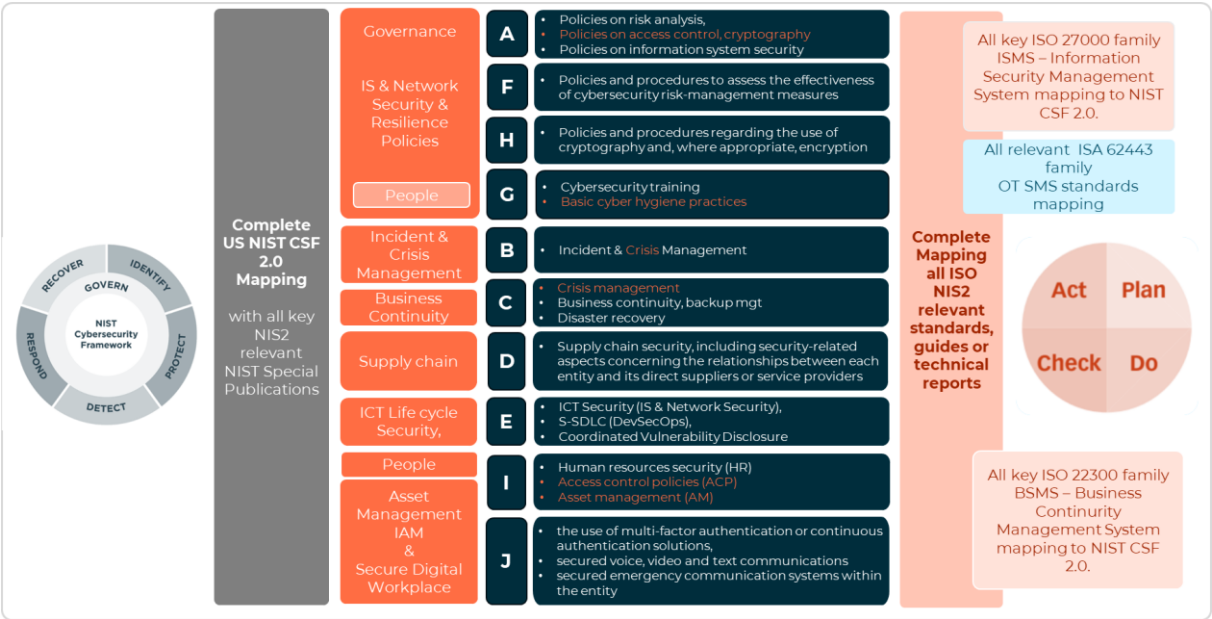 RECOVER
IDENTIFY
GOVERN
NIST
Cybersecurity
Framework
RESPOND
PROTECT
DETECT
Complete
US NIST CSF
2.0
Mapping
with all key
NIS2
relevant
NIST Special
Publications
Governance
IS & Network
Security &
Resilience
Policies
People
Incident &
Crisis
Management
Business
Continuity
Supply chain
ICT Life cycle
Security,
People
Asset
Management
IAM
&
Secure Digital
Workplace
A
• Policies on risk analysis,
• Policies on access control, cryptography
• Policies on information system security
F
• Policies and procedures to assess the effectiveness
of cybersecurity risk-management measures
H
• Policies and procedures regarding the use of
cryptography and, where appropriate, encryption
G
• Cybersecurity training
• Basic cyber hygiene practices
B
• Incident & Crisis Management
C
• Crisis management
• Business continuity, backup mgt
• Disaster recovery
D
• Supply chain security, including security-related
aspects concerning the relationships between each
entity and its direct suppliers or service providers
E
• ICT Security (IS & Network Security),
• S-SDLC (DevSecOps),
• Coordinated Vulnerability Disclosure
I
• Human resources security (HR)
• Access control policies (ACP)
• Asset management (AM)
J
• the use of multi-factor authentication or continuous
authentication solutions,
• secured voice, video and text communications
• secured emergency communication systems within
the entity
Complete
Mapping
all ISO
NIS2
relevant
standards,
guides or
technical
reports
All key ISO 27000 family
ISMS – Information
Security Management
System mapping to NIST
CSF 2.0.
All relevant ISA 62443
family
OT SMS standards
mapping
Act
Plan
Check
Do
All key ISO 22300 family
BSMS – Business
Continurity
Management System
mapping to NIST CSF
2.0.